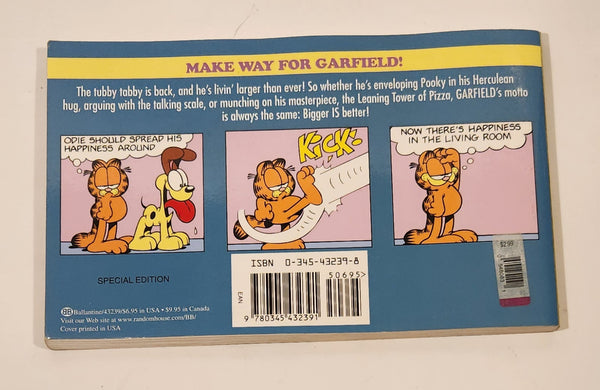 MAKE WAY FOR GARFIELD!
The tubby tabby is back, and he's livin' larger than ever! So whether he's enveloping Pooky in his Herculean
hug, arguing with the talking scale, or munching on his masterpiece, the Leaning Tower of Pizza, GARFIELD's motto
is always the same: Bigger IS better!
ODIE SHOULD SPREAD HIS
HAPPINESS AROUND
KICK!
NOW THERE'S HAPPINESS
IN THE LIVING ROOM
$2.99
SPECIAL EDITION
ISBN 0-345-43239-8
50695>
EAN
9 780345 432391
BB Ballantine/43239/$6.95 in USA • $9.95 in Canada
Visit our Web site at www.randomhouse.com/BB/
Cover printed in USA